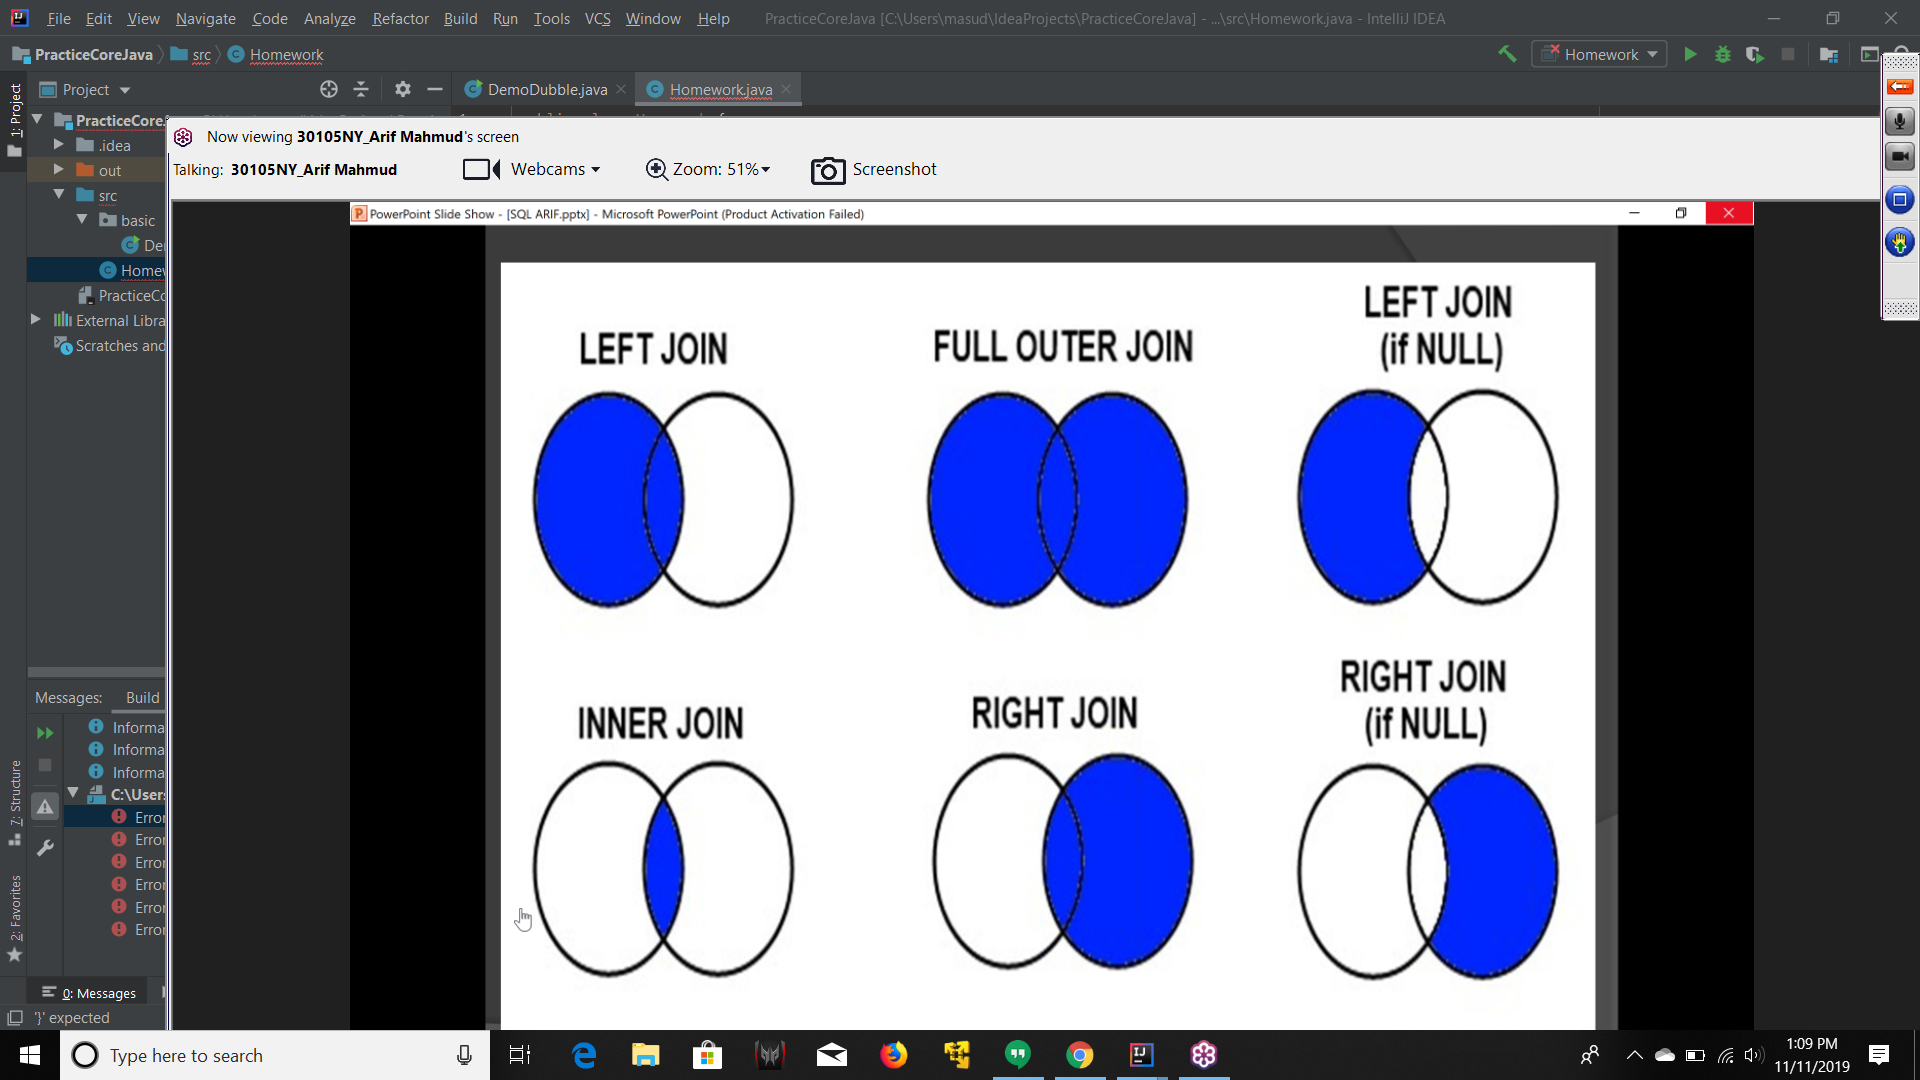 File Edit View Navigate Code Analyze Refactor Build Run Tools VCS Window Help PracticeCoreJava [C:\Users\masud\IdeaProjects\PracticeCoreJava] - ...\src\Homework.java - IntelliJ IDEA
PracticeCoreJava src Homework Homework
1: Project
Project DemoDubble.java Homework.java
PracticeCore
.idea
out
src
basic
De
Homew
PracticeCo
External Libra
Scratches and
Now viewing 30105NY_Arif Mahmud's screen
Talking: 30105NY_Arif Mahmud Webcams Zoom: 51% Screenshot
PowerPoint Slide Show - [SQL ARIF.pptx] - Microsoft PowerPoint (Product Activation Failed)
LEFT JOIN
FULL OUTER JOIN
LEFT JOIN
(if NULL)
INNER JOIN
RIGHT JOIN
RIGHT JOIN
(if NULL)
Messages: Build
Informa
Informa
Informa
C:\Users
Error
Error
Error
Error
Error
Error
7: Structure
2: Favorites
0: Messages
'}' expected
Type here to search
1:09 PM
11/11/2019